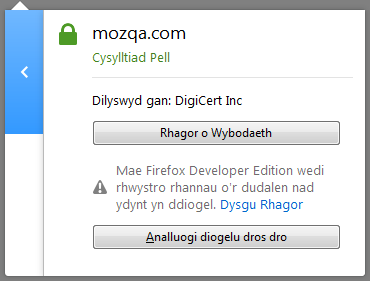 mozqa.com
Cysylltiad Pell
Dilyswyd gan: DigiCert Inc
Rhagor o Wybodaeth
Mae Firefox Developer Edition wedi
rhwystro rhannau o'r dudalen nad
ydynt yn ddiogel. Dysgu Rhagor
Analluogi diogelu dros dro